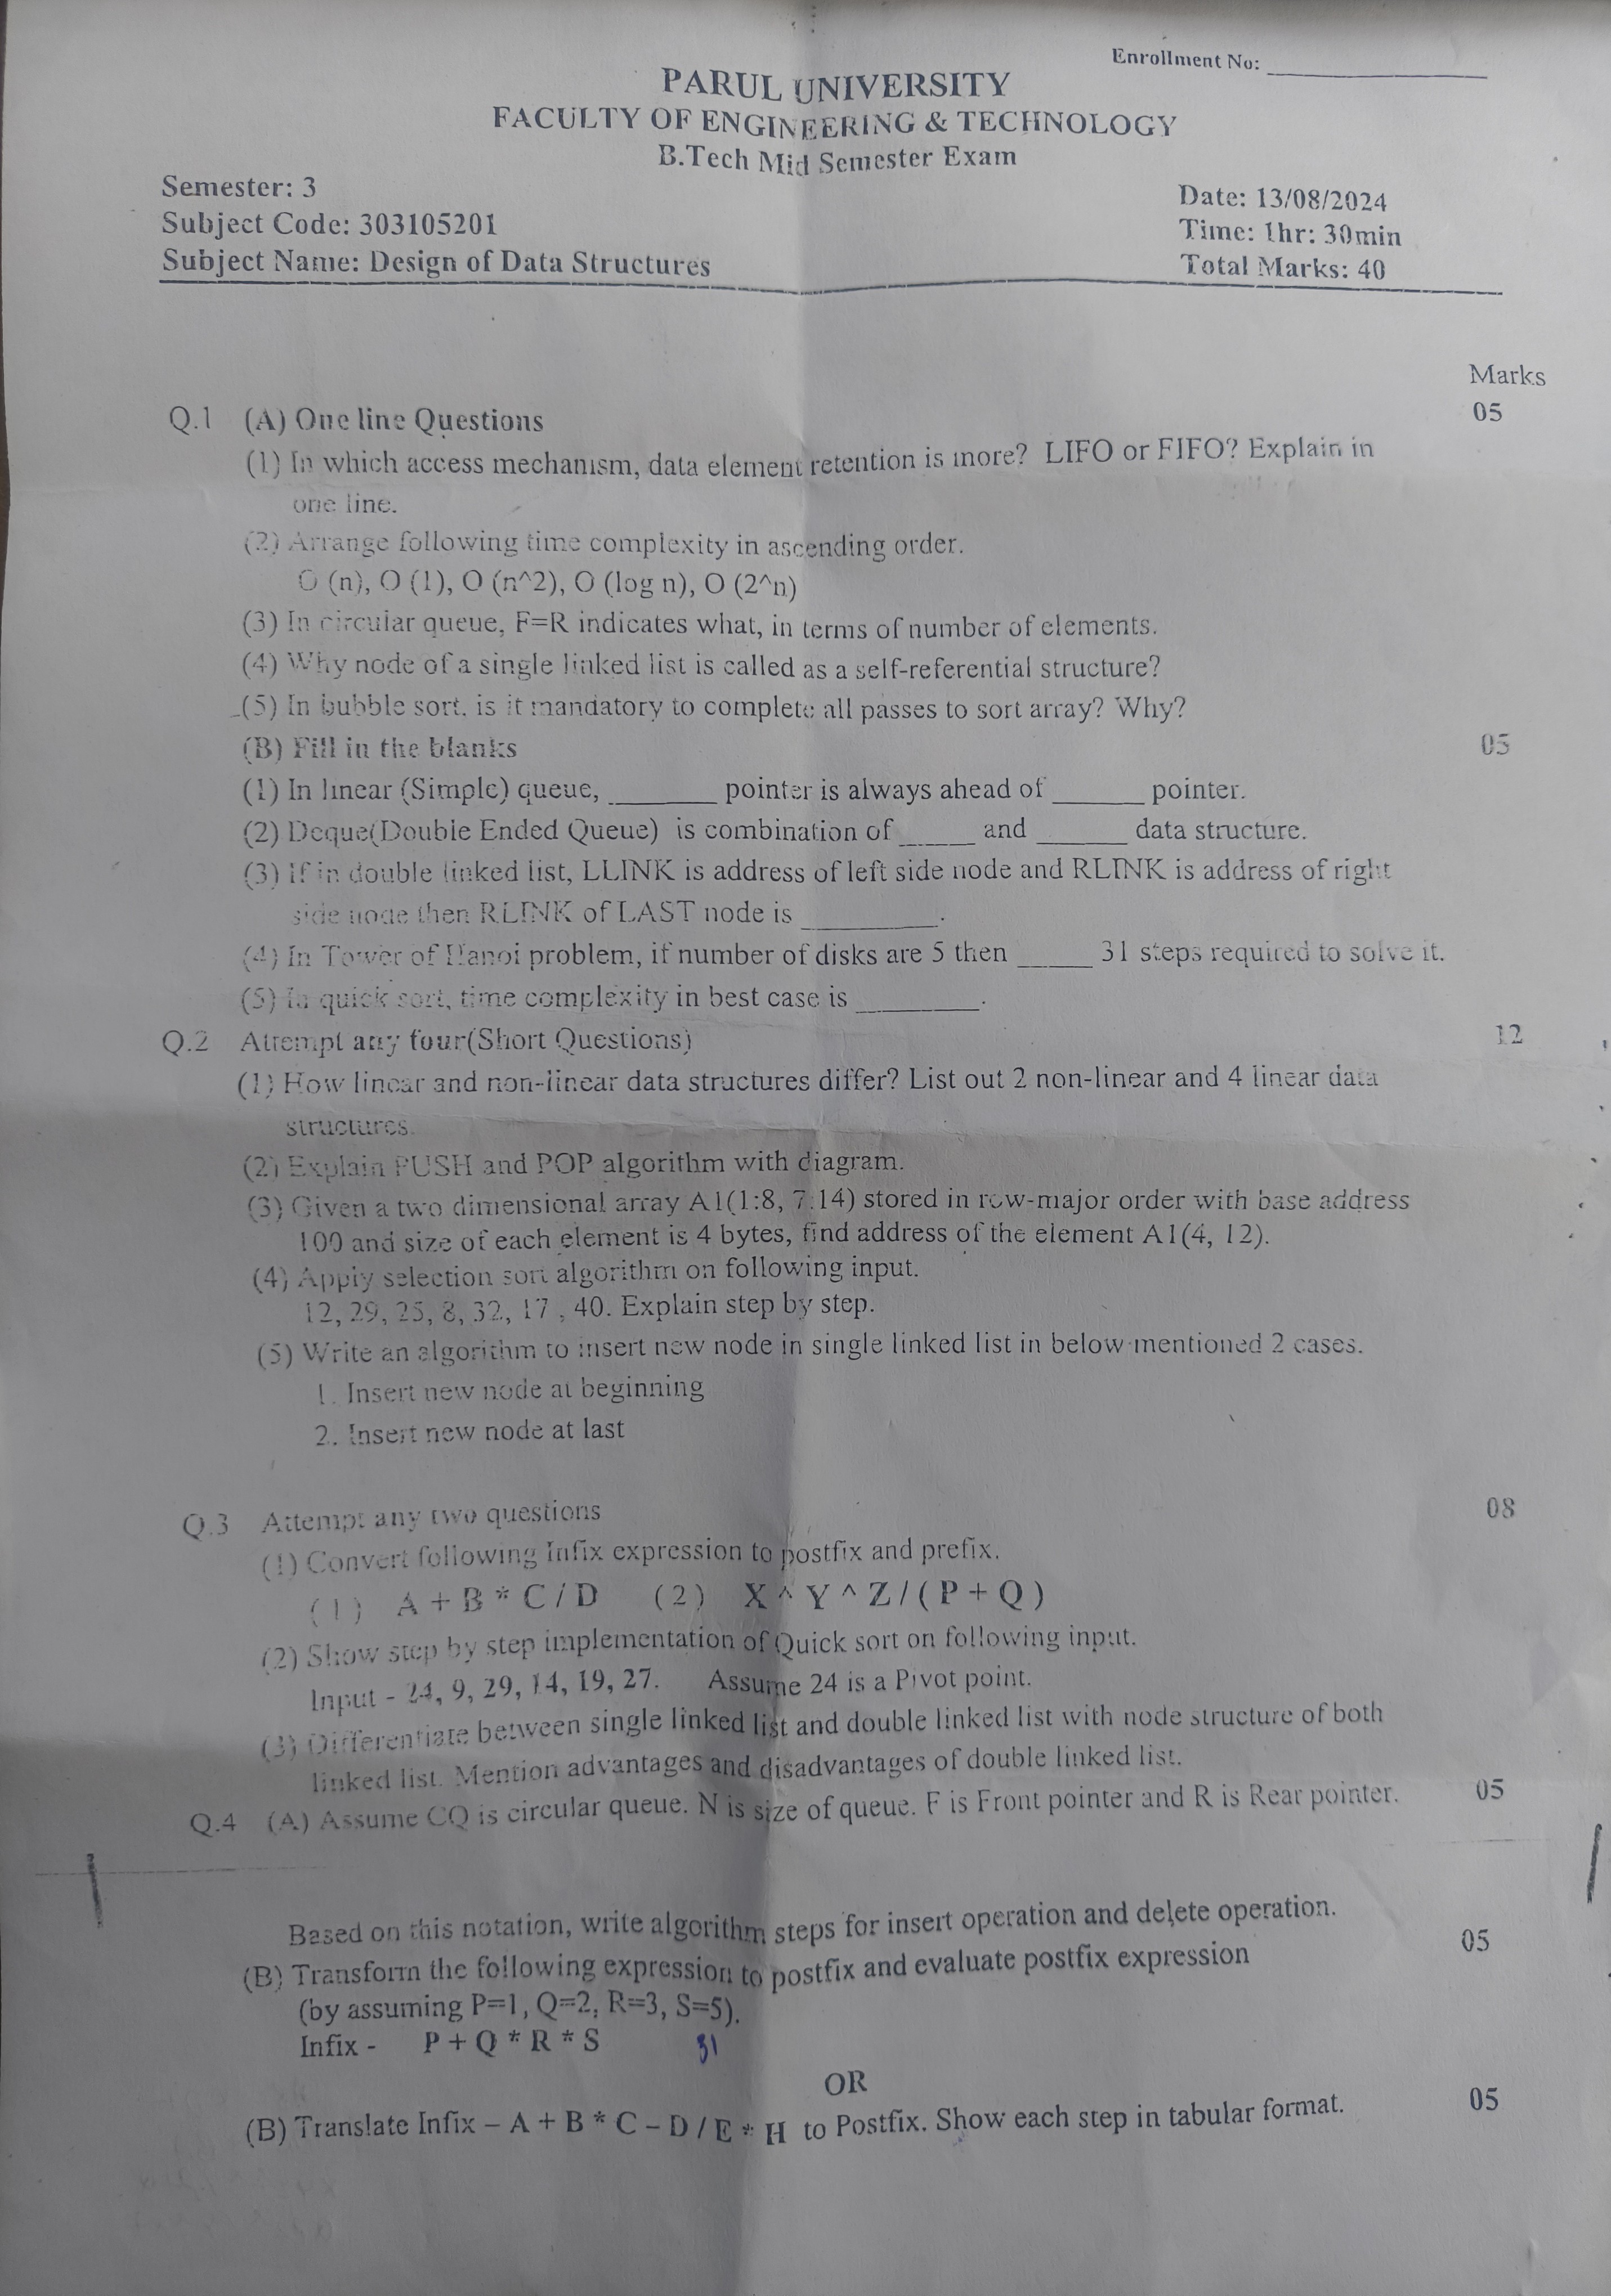 Enrollment No: ____________
PARUL UNIVERSITY
FACULTY OF ENGINEERING & TECHNOLOGY
B.Tech Mid Semester Exam
Semester: 3
Date: 13/08/2024
Subject Code: 303105201
Time: 1hr: 30min
Subject Name: Design of Data Structures
Total Marks: 40
Marks
Q.1 (A) One line Questions 05
(1) In which access mechanism, data element retention is more? LIFO or FIFO? Explain in
one line.
(2) Arrange following time complexity in ascending order.
O (n), O (1), O (n^2), O (log n), O (2^n)
(3) In circular queue, F=R indicates what, in terms of number of elements.
(4) Why node of a single linked list is called as a self-referential structure?
(5) In bubble sort, is it mandatory to complete all passes to sort array? Why?
(B) Fill in the blanks 05
(1) In linear (Simple) queue, _______ pointer is always ahead of ______ pointer.
(2) Deque(Double Ended Queue) is combination of _____ and ______ data structure.
(3) If in double linked list, LLINK is address of left side node and RLINK is address of right
side node then RLINK of LAST node is _________.
(4) In Tower of Hanoi problem, if number of disks are 5 then _____ 31 steps required to solve it.
(5) In quick sort, time complexity in best case is ________.
Q.2 Attempt any four(Short Questions) 12
(1) How linear and non-linear data structures differ? List out 2 non-linear and 4 linear data
structures.
(2) Explain PUSH and POP algorithm with diagram.
(3) Given a two dimensional array A1(1:8, 7:14) stored in row-major order with base address
100 and size of each element is 4 bytes, find address of the element A1(4, 12).
(4) Apply selection sort algorithm on following input.
12, 29, 25, 8, 32, 17 , 40. Explain step by step.
(5) Write an algorithm to insert new node in single linked list in below mentioned 2 cases.
1. Insert new node at beginning
2. Insert new node at last
Q.3 Attempt any two questions 08
(1) Convert following Infix expression to postfix and prefix.
(1) A + B * C / D (2) X ^ Y ^ Z / ( P + Q )
(2) Show step by step implementation of Quick sort on following input.
Input - 24, 9, 29, 14, 19, 27. Assume 24 is a Pivot point.
(3) Differentiate between single linked list and double linked list with node structure of both
linked list. Mention advantages and disadvantages of double linked list.
Q.4 (A) Assume CQ is circular queue. N is size of queue. F is Front pointer and R is Rear pointer. 05
Based on this notation, write algorithm steps for insert operation and delete operation.
(B) Transform the following expression to postfix and evaluate postfix expression 05
(by assuming P=1, Q=2, R=3, S=5).
Infix - P + Q * R * S 31
OR
(B) Translate Infix – A + B * C – D / E * H to Postfix. Show each step in tabular format. 05